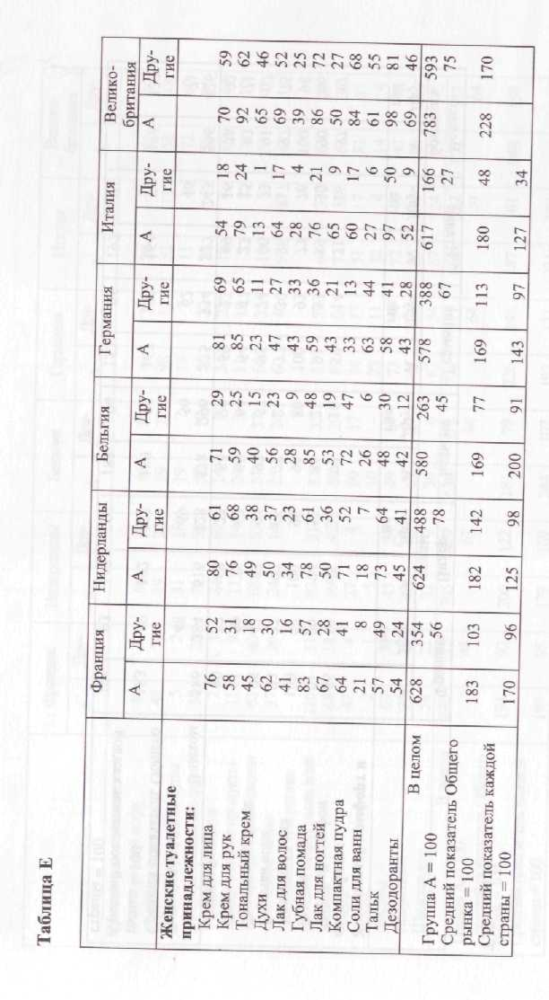 Таблица Е
Франция Нидерланды Бельгия Германия Италия Велико-
британия
А Дру- А Дру- А Дру- А Дру- А Дру- А Дру-
гие гие гие гие гие гие
Женские туалетные
принадлежности:
Крем для лица 76 52 80 61 71 29 81 69 54 18 70 59
Крем для рук 58 31 76 68 59 25 85 65 79 24 92 62
Тональный крем 45 18 49 38 40 15 23 11 13 1 65 46
Духи 62 30 50 37 56 23 47 27 64 17 69 52
Лак для волос 41 16 34 23 28 9 43 33 28 4 39 25
Губная помада 83 57 78 61 85 48 59 36 76 21 86 72
Лак для ногтей 67 28 50 36 53 19 43 21 65 9 50 27
Компактная пудра 64 41 71 52 72 47 33 13 60 17 84 68
Соли для ванн 21 8 18 7 26 6 63 44 27 6 61 55
Тальк 57 49 73 64 48 30 58 41 97 50 98 81
Дезодоранты 54 24 45 41 42 12 43 28 52 9 69 46
В целом 628 354 624 488 580 263 578 388 617 166 783 593
Группа А = 100 56 78 45 67 27 75
Средний показатель Общего
рынка = 100 183 103 182 142 169 77 169 113 180 48 228 170
Средний показатель каждой
страны = 100 170 96 125 98 200 91 143 97 127 34